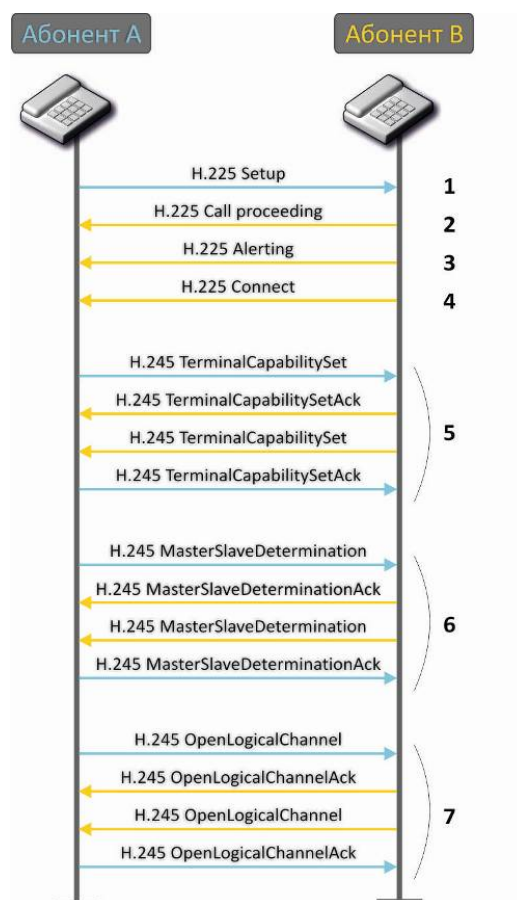 Абонент А
Абонент В
H.225 Setup
1
H.225 Call proceeding
2
H.225 Alerting
3
H.225 Connect
4
H.245 TerminalCapabilitySet
H.245 TerminalCapabilitySetAck
5
H.245 TerminalCapabilitySet
H.245 TerminalCapabilitySetAck
H.245 MasterSlaveDetermination
H.245 MasterSlaveDeterminationAck
6
H.245 MasterSlaveDetermination
H.245 MasterSlaveDeterminationAck
H.245 OpenLogicalChannel
H.245 OpenLogicalChannelAck
7
H.245 OpenLogicalChannel
H.245 OpenLogicalChannelAck